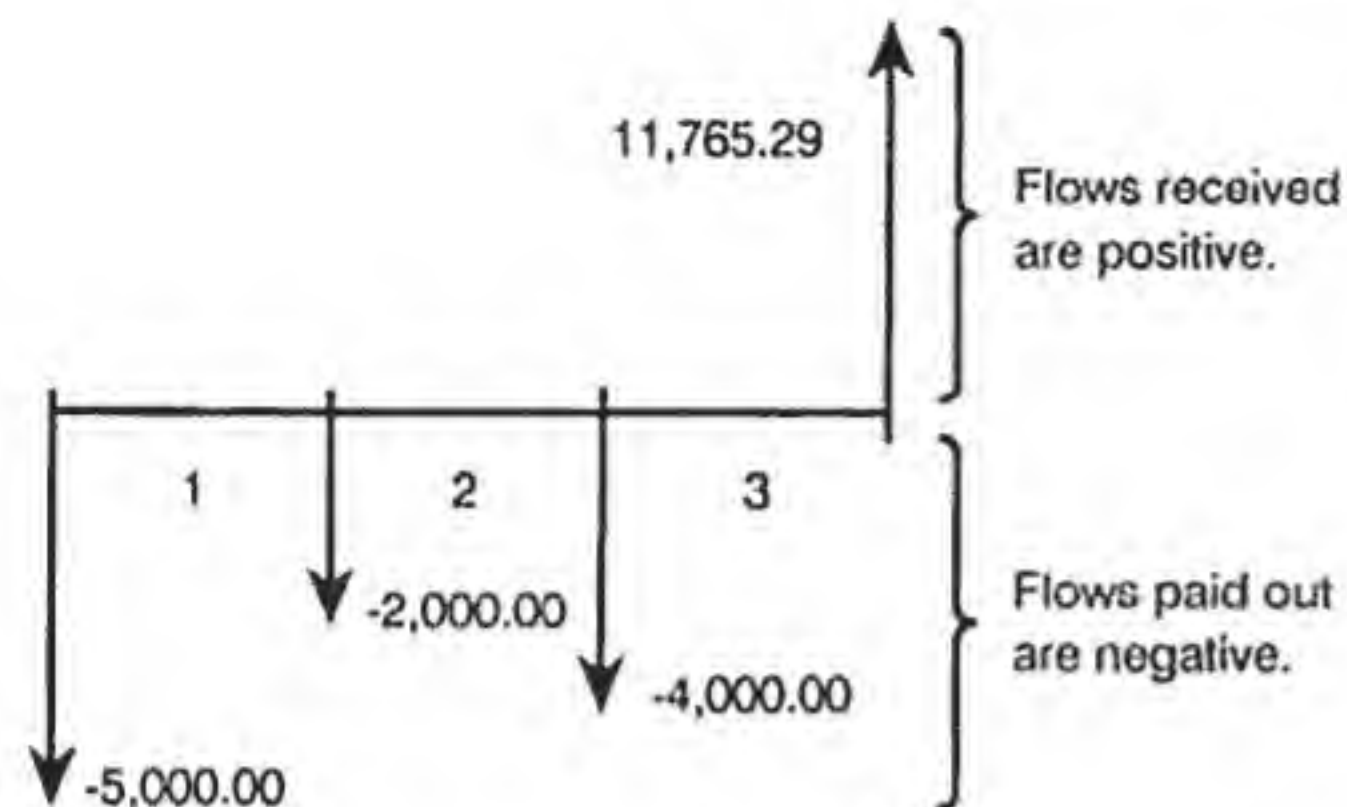 11,765.29
Flows received
are positive.
1
2
3
-2,000.00
Flows paid out
are negative.
-4,000.00
-5,000.00